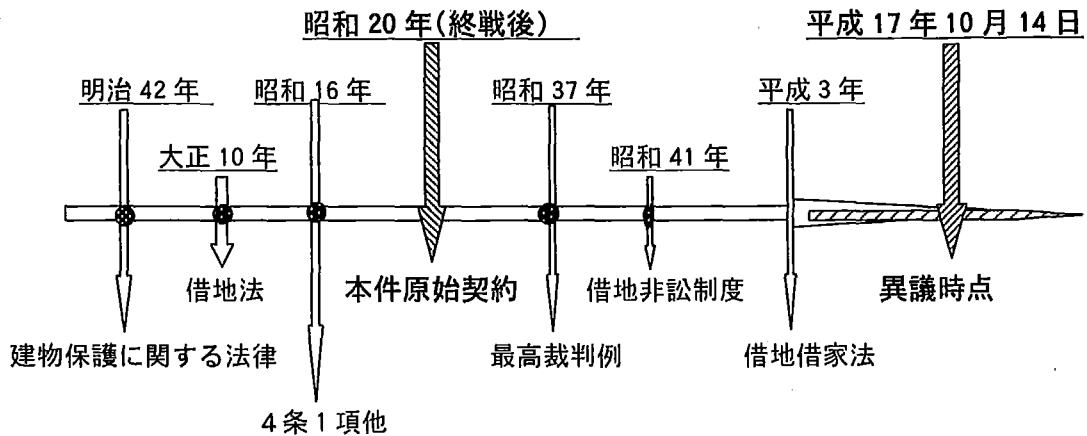 昭和20年(終戦後)
平成17年10月14日
明治42年
昭和16年
昭和37年
平成3年
大正10年
昭和41年
借地法
本件原始契約
借地非訟制度
異議時点
建物保護に関する法律
最高裁判例
借地借家法
4条1項他